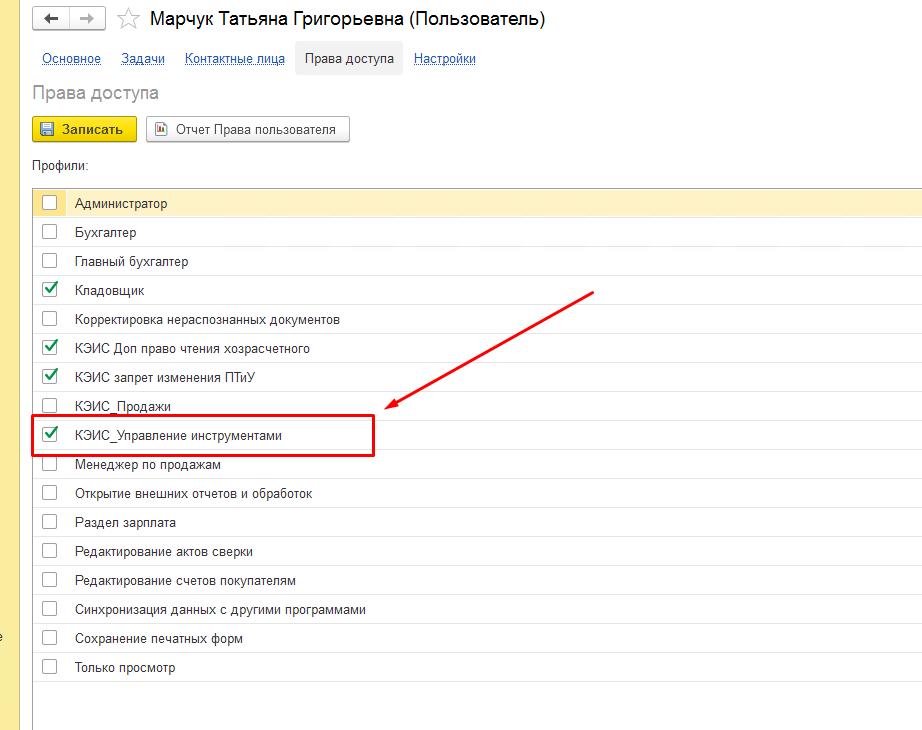 Марчук Татьяна Григорьевна (Пользователь)
Основное Задачи Контактные лица Права доступа Настройки
Права доступа
Записать Отчет Права пользователя
Профили:
Администратор
Бухгалтер
Главный бухгалтер
Кладовщик
Корректировка нераспознанных документов
КЭИС Доп право чтения хозрасчетного
КЭИС запрет изменения ПТиУ
КЭИС_Продажи
КЭИС_Управление инструментами
Менеджер по продажам
Открытие внешних отчетов и обработок
Раздел зарплата
Редактирование актов сверки
Редактирование счетов покупателям
Синхронизация данных с другими программами
Сохранение печатных форм
Только просмотр